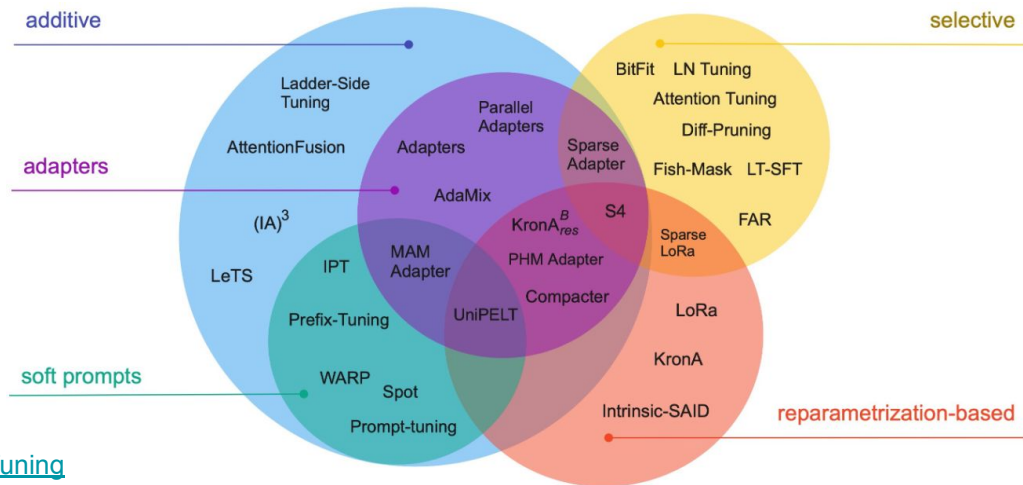 additive
selective
BitFit LN Tuning
Ladder-Side
Tuning
Attention Tuning
Parallel
Adapters
Diff-Pruning
AttentionFusion
Adapters
Sparse
Adapter
adapters
Fish-Mask LT-SFT
AdaMix
S4
FAR
(IA)³
KronA^B_res
Sparse
LoRa
MAM
Adapter
PHM Adapter
IPT
LeTS
Compacter
UniPELT
LoRa
Prefix-Tuning
KronA
soft prompts
WARP
Spot
Intrinsic-SAID
reparametrization-based
Prompt-tuning
uning